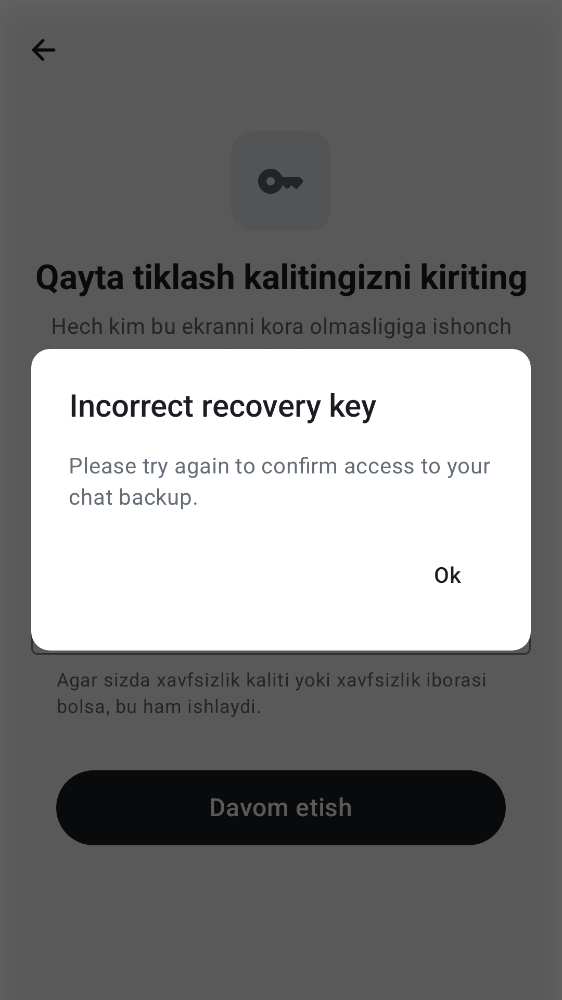 Qayta tiklash kalitingizni kiriting
Hech kim bu ekranni kora olmasligiga ishonch
Incorrect recovery key
Please try again to confirm access to your
chat backup.
Ok
Agar sizda xavfsizlik kaliti yoki xavfsizlik iborasi
bolsa, bu ham ishlaydi.
Davom etish